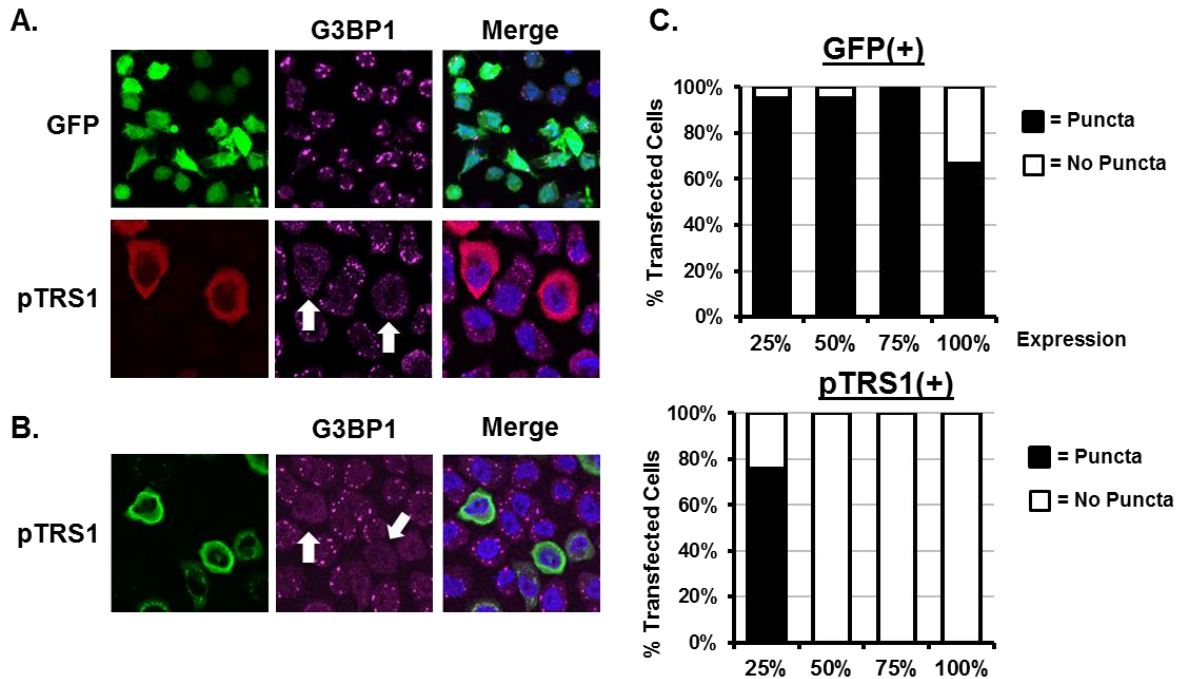 A.
G3BP1 Merge
GFP
pTRS1
B.
G3BP1 Merge
pTRS1
C.
GFP(+)
100%
80%
60%
40%
20%
0%
% Transfected Cells
25% 50% 75% 100% Expression
= Puncta
= No Puncta
pTRS1(+)
100%
80%
60%
40%
20%
0%
% Transfected Cells
25% 50% 75% 100%
= Puncta
= No Puncta